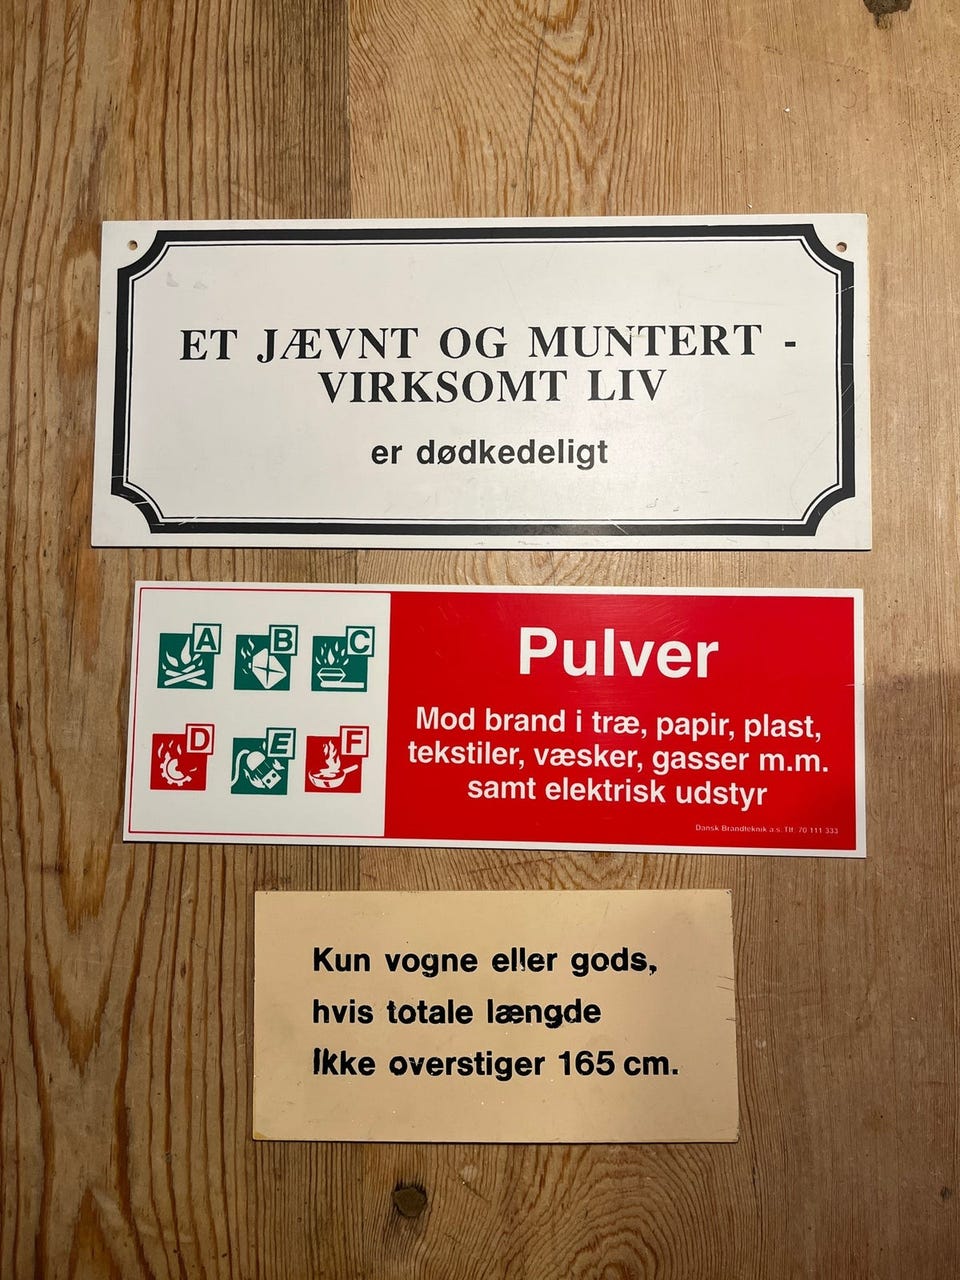 ET JÆVNT OG MUNTERT -
VIRKSOMT LIV
er dødkedeligt
A B C
D E F
Pulver
Mod brand i træ, papir, plast,
tekstiler, væsker, gasser m.m.
samt elektrisk udstyr
Dansk Brandteknik a.s. Tlf: 70 111 333
Kun vogne eller gods,
hvis totale længde
Ikke overstiger 165 cm.